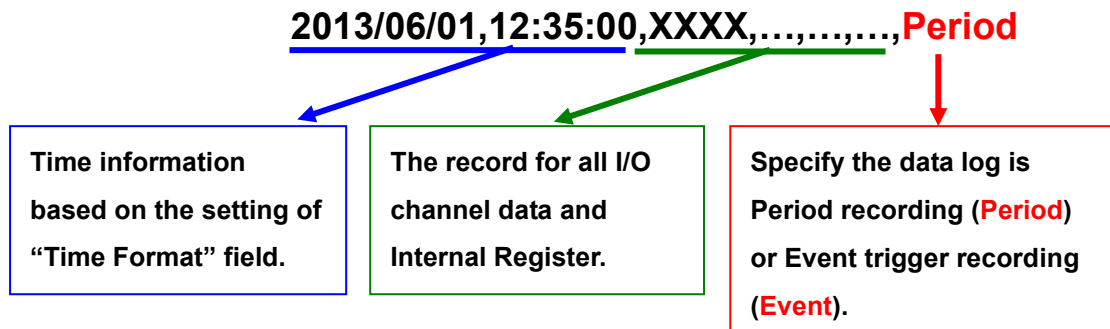 2013/06/01,12:35:00,XXXX,…,…,…,Period
Time information
based on the setting of
“Time Format” field.
The record for all I/O
channel data and
Internal Register.
Specify the data log is
Period recording (Period)
or Event trigger recording
(Event).